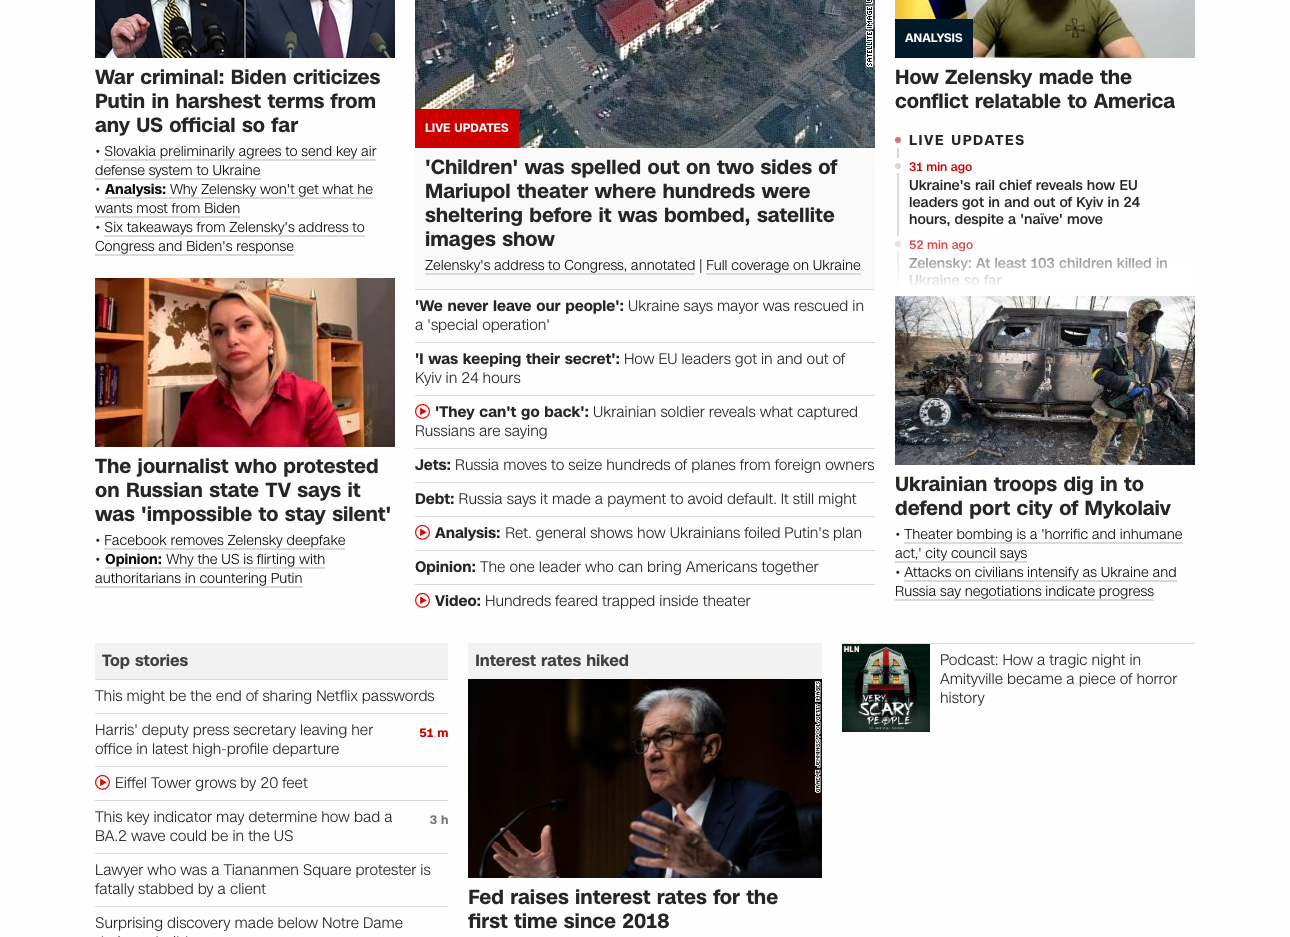 War criminal: Biden criticizes
Putin in harshest terms from
any US official so far
• Slovakia preliminarily agrees to send key air
defense system to Ukraine
• Analysis: Why Zelensky won't get what he
wants most from Biden
• Six takeaways from Zelensky's address to
Congress and Biden's response
The journalist who protested
on Russian state TV says it
was 'impossible to stay silent'
• Facebook removes Zelensky deepfake
• Opinion: Why the US is flirting with
authoritarians in countering Putin
SATELLITE IMAGE
LIVE UPDATES
'Children' was spelled out on two sides of
Mariupol theater where hundreds were
sheltering before it was bombed, satellite
images show
Zelensky's address to Congress, annotated | Full coverage on Ukraine
'We never leave our people': Ukraine says mayor was rescued in
a 'special operation'
'I was keeping their secret': How EU leaders got in and out of
Kyiv in 24 hours
'They can't go back': Ukrainian soldier reveals what captured
Russians are saying
Jets: Russia moves to seize hundreds of planes from foreign owners
Debt: Russia says it made a payment to avoid default. It still might
Analysis: Ret. general shows how Ukrainians foiled Putin's plan
Opinion: The one leader who can bring Americans together
Video: Hundreds feared trapped inside theater
ANALYSIS
How Zelensky made the
conflict relatable to America
LIVE UPDATES
31 min ago
Ukraine's rail chief reveals how EU
leaders got in and out of Kyiv in 24
hours, despite a 'naïve' move
52 min ago
Zelensky: At least 103 children killed in
Ukraine so far
Ukrainian troops dig in to
defend port city of Mykolaiv
• Theater bombing is a 'horrific and inhumane
act,' city council says
• Attacks on civilians intensify as Ukraine and
Russia say negotiations indicate progress
Top stories
This might be the end of sharing Netflix passwords
Harris' deputy press secretary leaving her
office in latest high-profile departure
51 m
Eiffel Tower grows by 20 feet
This key indicator may determine how bad a
BA.2 wave could be in the US
3 h
Lawyer who was a Tiananmen Square protester is
fatally stabbed by a client
Surprising discovery made below Notre Dame
Interest rates hiked
Fed raises interest rates for the
first time since 2018
HLN
VERY
SCARY
PEOPLE
Podcast: How a tragic night in
Amityville became a piece of horror
history